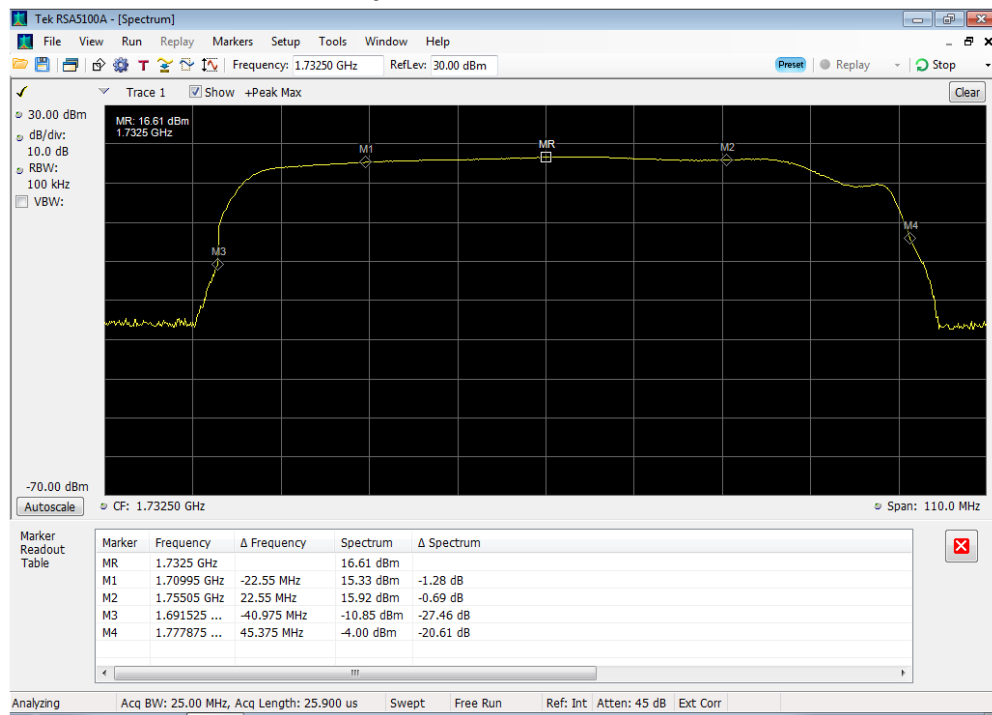 Tek RSA5100A - [Spectrum]
File View Run Replay Markers Setup Tools Window Help
T Frequency: 1.73250 GHz RefLev: 30.00 dBm Preset Replay Stop
Trace 1 Show +Peak Max Clear
30.00 dBm
dB/div:
10.0 dB
RBW:
100 kHz
VBW:
MR: 16.61 dBm
1.7325 GHz
M1
MR
M2
M3
M4
-70.00 dBm
Autoscale CF: 1.73250 GHz Span: 110.0 MHz
Marker
Readout
Table
Marker Frequency Δ Frequency Spectrum Δ Spectrum
MR 1.7325 GHz 16.61 dBm
M1 1.70995 GHz -22.55 MHz 15.33 dBm -1.28 dB
M2 1.75505 GHz 22.55 MHz 15.92 dBm -0.69 dB
M3 1.691525 ... -40.975 MHz -10.85 dBm -27.46 dB
M4 1.777875 ... 45.375 MHz -4.00 dBm -20.61 dB
Analyzing Acq BW: 25.00 MHz, Acq Length: 25.900 us Swept Free Run Ref: Int Atten: 45 dB Ext Corr